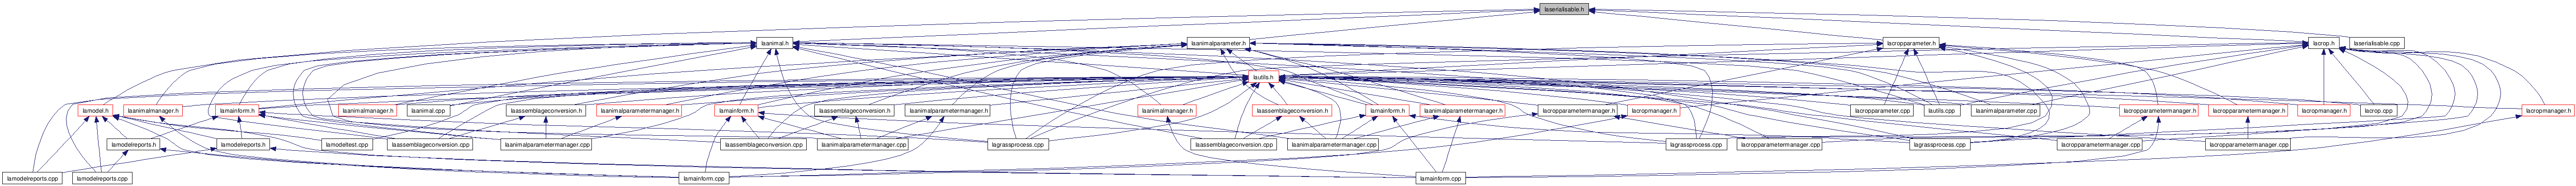 laserialisable.h
laanimal.h
laanimalparameter.h
lacropparameter.h
lacrop.h
laserialisable.cpp
lautils.h
lamodel.h
laanimalmanager.h
lamainform.h
laanimalmanager.h
laanimal.cpp
laassemblageconversion.h
laanimalparametermanager.h
lamainform.h
laassemblageconversion.h
laanimalparametermanager.h
laanimalmanager.h
laassemblageconversion.h
lamainform.h
laanimalparametermanager.h
lacropparametermanager.h
lacropmanager.h
lacropparameter.cpp
lautils.cpp
laanimalparameter.cpp
lacropparametermanager.h
lacropparametermanager.h
lacropmanager.h
lacrop.cpp
lacropmanager.h
lamodelreports.h
lamodelreports.h
lamodeltest.cpp
laassemblageconversion.cpp
laanimalparametermanager.cpp
laassemblageconversion.cpp
laanimalparametermanager.cpp
lagrassprocess.cpp
laassemblageconversion.cpp
laanimalparametermanager.cpp
lagrassprocess.cpp
lacropparametermanager.cpp
lagrassprocess.cpp
lacropparametermanager.cpp
lacropparametermanager.cpp
lamodelreports.cpp
lamodelreports.cpp
lamainform.cpp
lamainform.cpp